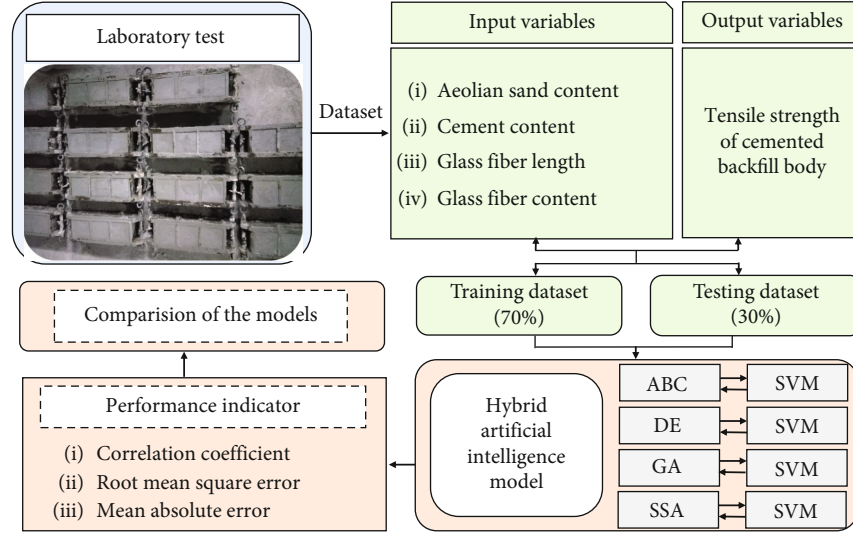 Laboratory test
Dataset
Input variables
(i) Aeolian sand content
(ii) Cement content
(iii) Glass fiber length
(iv) Glass fiber content
Output variables
Tensile strength
of cemented
backfill body
Training dataset
(70%)
Testing dataset
(30%)
Hybrid
artificial
intelligence
model
ABC SVM
DE SVM
GA SVM
SSA SVM
Performance indicator
(i) Correlation coefficient
(ii) Root mean square error
(iii) Mean absolute error
Comparision of the models